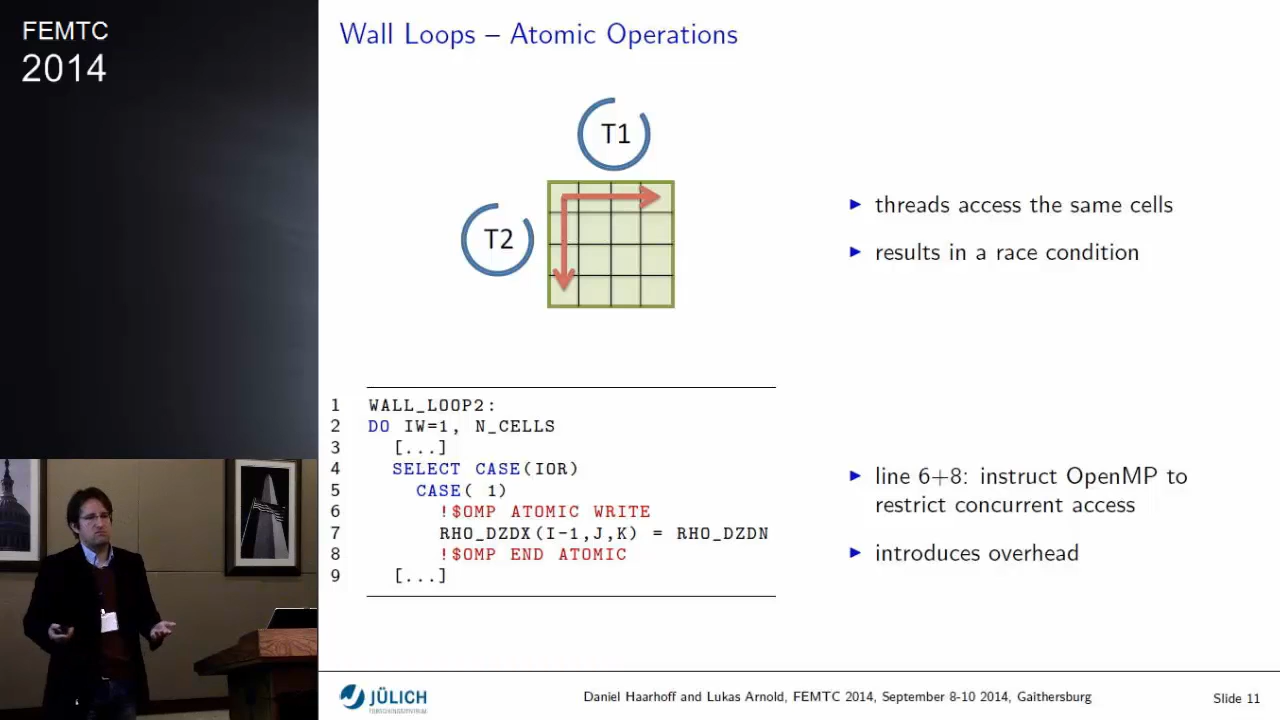 FEMTC
2014
Wall Loops – Atomic Operations
T1
T2
▶ threads access the same cells
▶ results in a race condition
1 WALL_LOOP2:
2 DO IW=1, N_CELLS
3 [...]
4 SELECT CASE(IOR)
5 CASE( 1)
6 !$OMP ATOMIC WRITE
7 RHO_DZDX(I-1,J,K) = RHO_DZDN
8 !$OMP END ATOMIC
9 [...]
▶ line 6+8: instruct OpenMP to
restrict concurrent access
▶ introduces overhead
JÜLICH
FORSCHUNGSZENTRUM
Daniel Haarhoff and Lukas Arnold, FEMTC 2014, September 8-10 2014, Gaithersburg
Slide 11